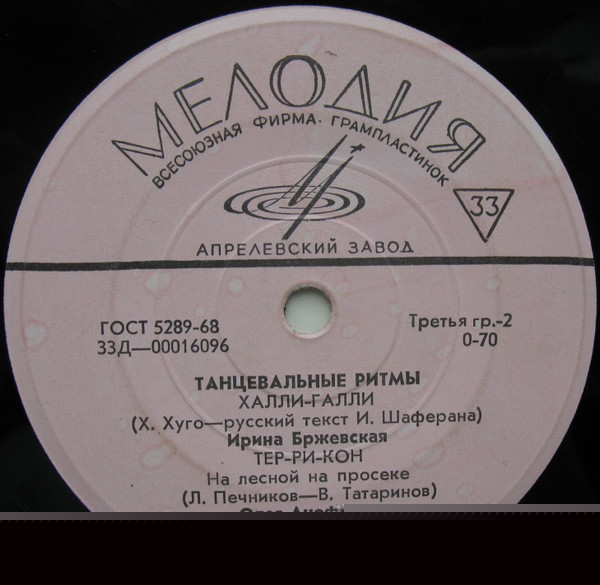 МЕЛОДИЯ
ВСЕСОЮЗНАЯ ФИРМА· ГРАМПЛАСТИНОК
33
АПРЕЛЕВСКИЙ ЗАВОД
ГОСТ 5289-68
33Д—00016096
Третья гр.-2
0-70
ТАНЦЕВАЛЬНЫЕ РИТМЫ
ХАЛЛИ-ГАЛЛИ
(Х. Хуго—русский текст И. Шаферана)
Ирина Бржевская
ТЕР-РИ-КОН
На лесной на просеке
(Л. Печников—В. Татаринов)